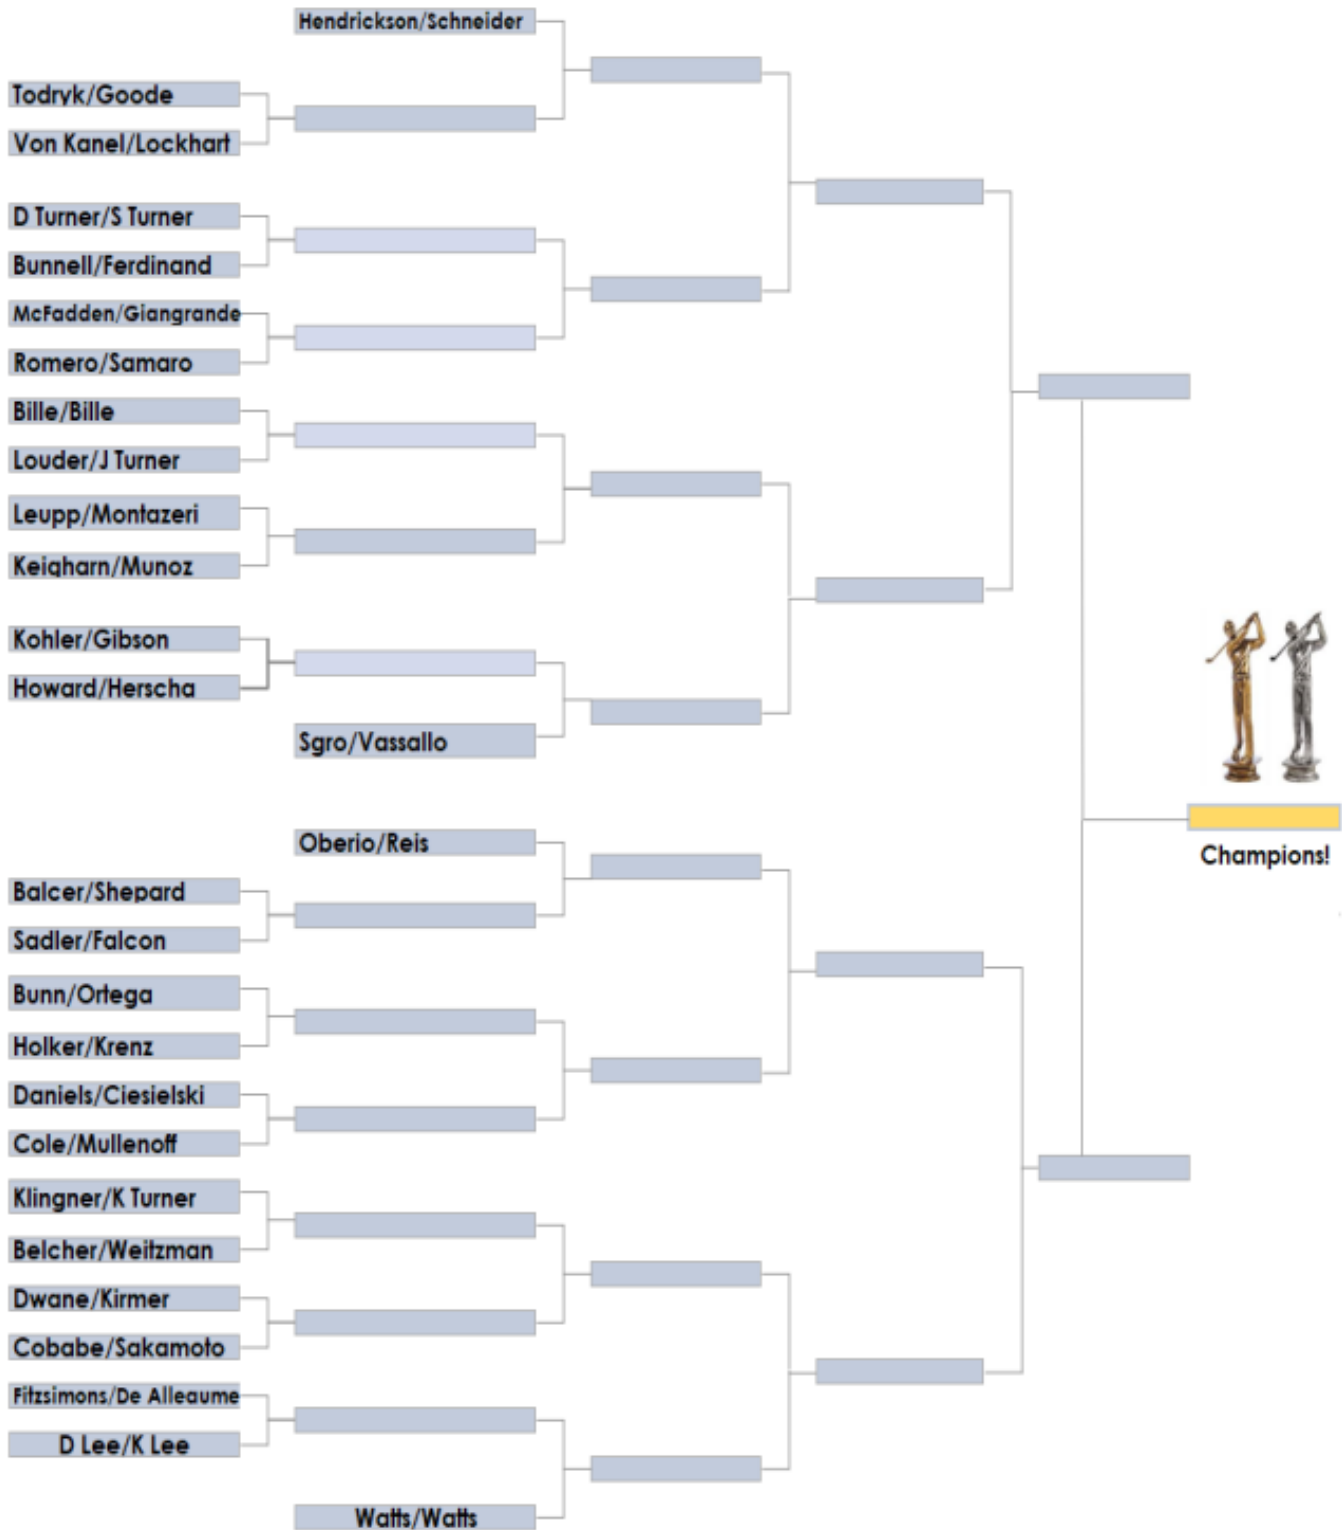 Hendrickson/Schneider
Todryk/Goode
Von Kanel/Lockhart
D Turner/S Turner
Bunnell/Ferdinand
McFadden/Giangrande
Romero/Samaro
Bille/Bille
Louder/J Turner
Leupp/Montazeri
Keigharn/Munoz
Kohler/Gibson
Howard/Herscha
Sgro/Vassallo
Oberio/Reis
Balcer/Shepard
Sadler/Falcon
Bunn/Ortega
Holker/Krenz
Daniels/Ciesielski
Cole/Mullenoff
Klingner/K Turner
Belcher/Weitzman
Dwane/Kirmer
Cobabe/Sakamoto
Fitzsimons/De Alleaume
D Lee/K Lee
Watts/Watts
Champions!